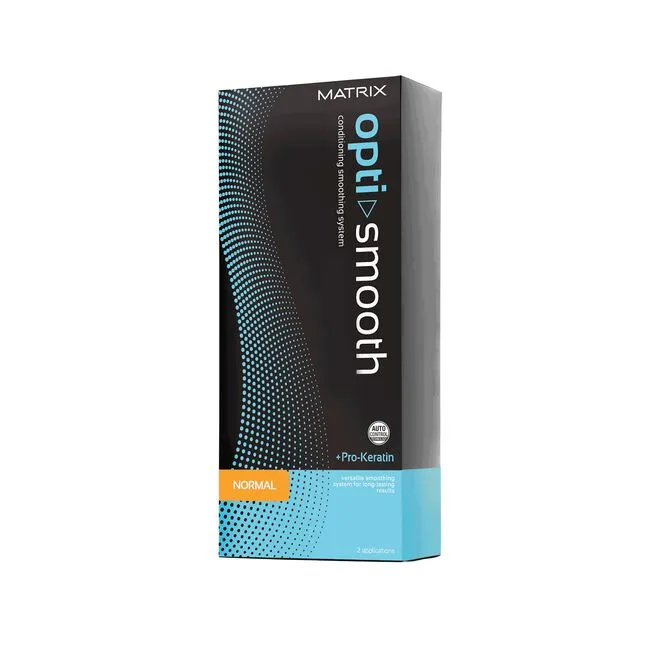 MATRIX
opti smooth
conditioning smoothing system
AUTO
CONTROL
+Pro-Keratin
NORMAL
versatile smoothing
system for long-lasting
results
2 applications